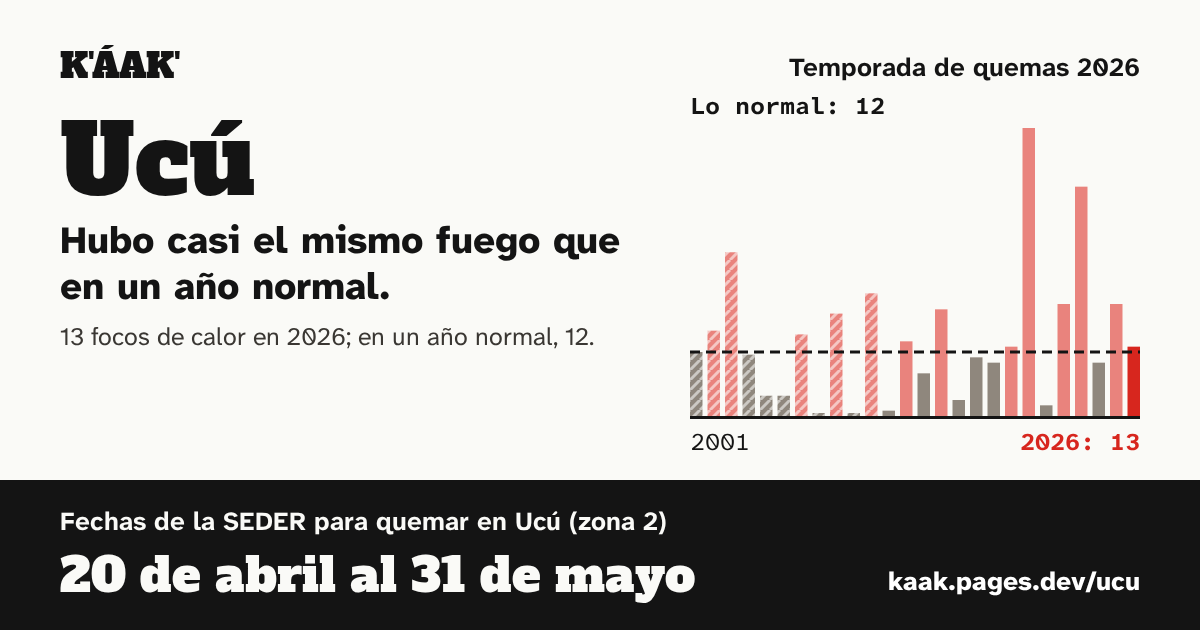 K'ÁAK'
Ucú
Hubo casi el mismo fuego que
en un año normal.
13 focos de calor en 2026; en un año normal, 12.
Temporada de quemas 2026
Lo normal: 12
2001
2026: 13
Fechas de la SEDER para quemar en Ucú (zona 2)
20 de abril al 31 de mayo
kaak.pages.dev/ucu